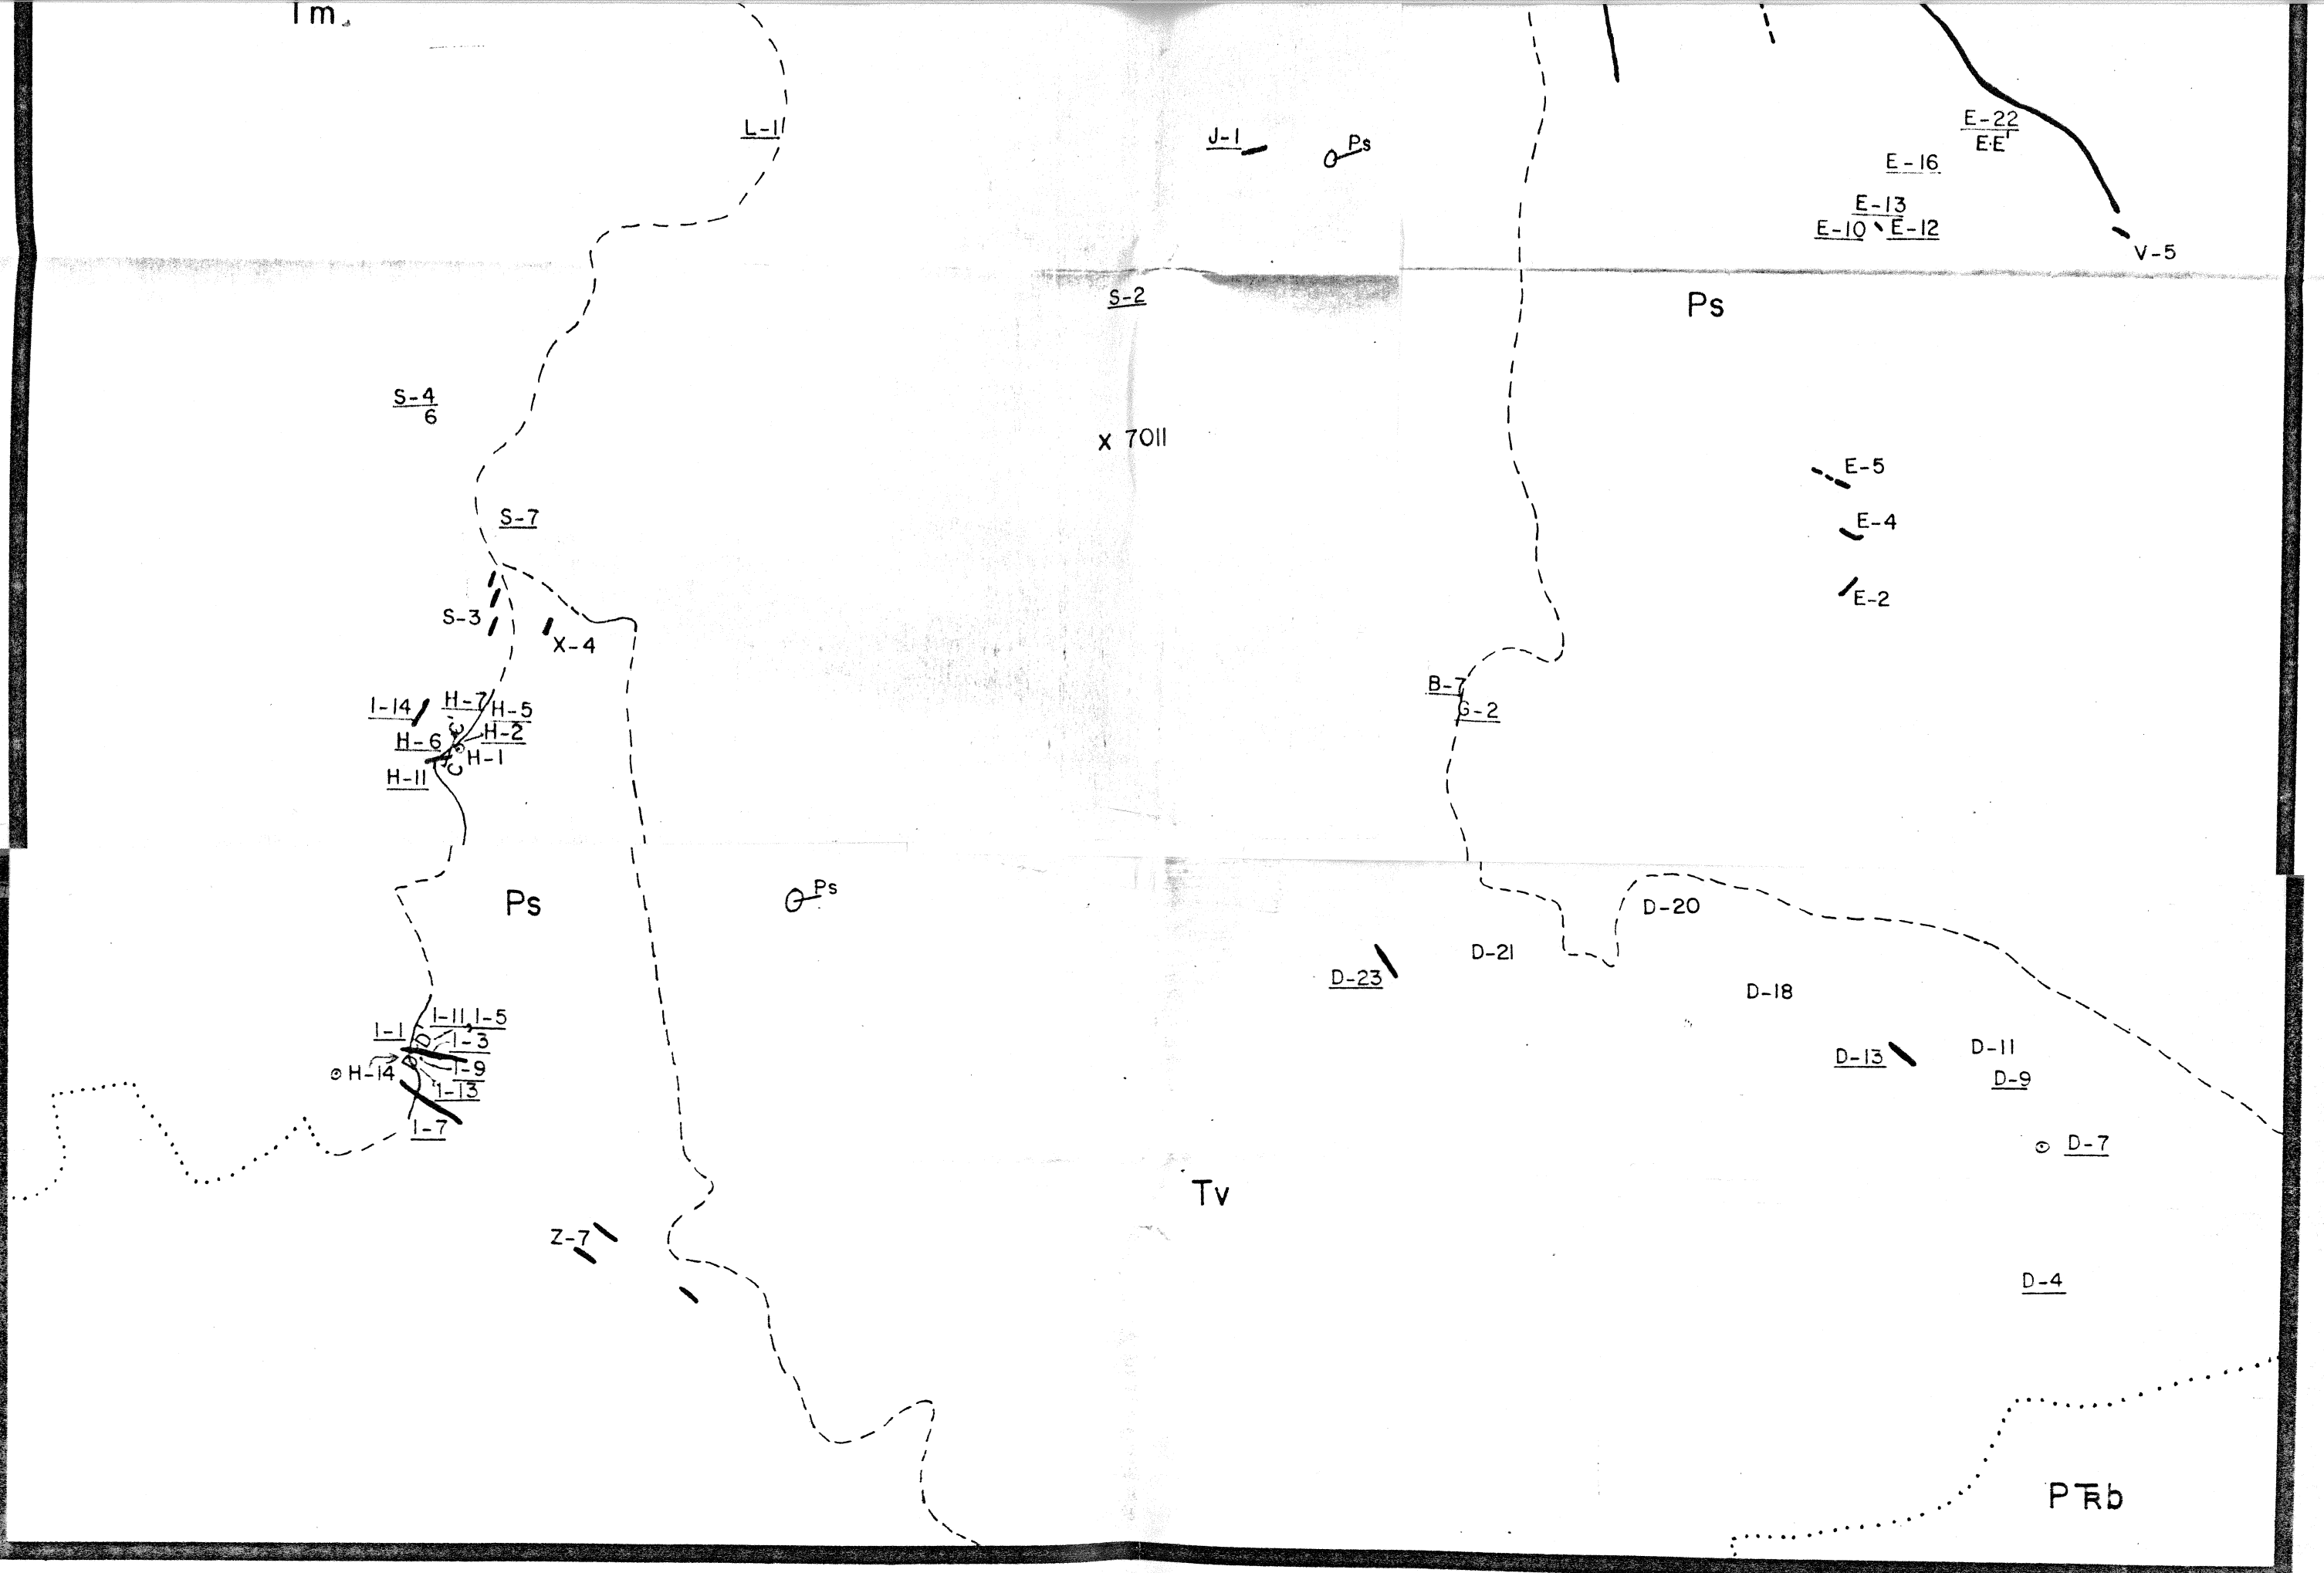 Tm
L-1
J-1
Ps
E-22
E-E'
E-16
E-13
E-10
E-12
V-5
S-2
Ps
S-4
6
X 7011
E-5
S-7
E-4
E-2
S-3
X-4
B-7
G-2
I-14
H-7
H-5
H-2
H-6
H-1
C
H-11
Ps
Ps
D-20
D-21
D-23
D-18
I-11, I-5
I-1
D
I-3
D
I-9
H-14
I-13
I-7
D-11
D-13
D-9
D-7
Tv
Z-7
D-4
PTRb